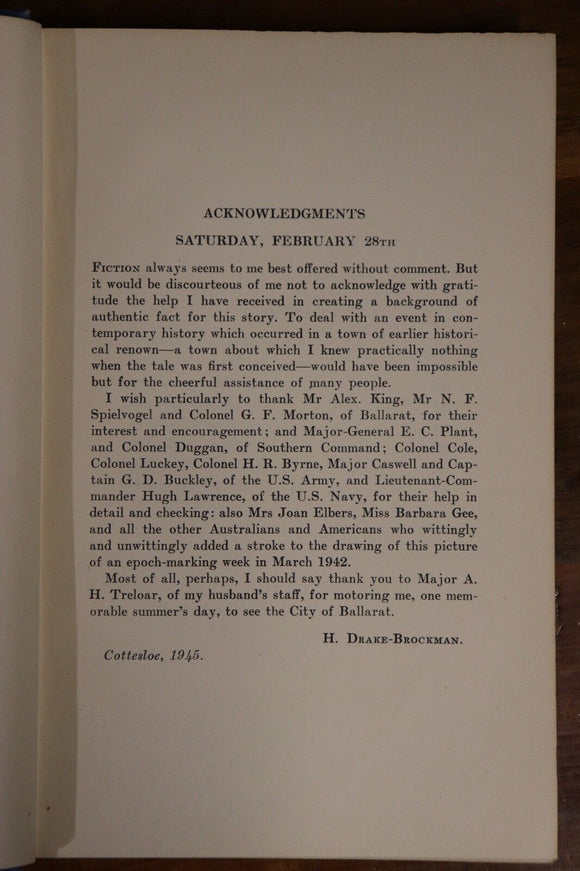 ACKNOWLEDGMENTS
SATURDAY, FEBRUARY 28TH
FICTION always seems to me best offered without comment. But
it would be discourteous of me not to acknowledge with grati-
tude the help I have received in creating a background of
authentic fact for this story. To deal with an event in con-
temporary history which occurred in a town of earlier histori-
cal renown—a town about which I knew practically nothing
when the tale was first conceived—would have been impossible
but for the cheerful assistance of many people.
I wish particularly to thank Mr Alex. King, Mr N. F.
Spielvogel and Colonel G. F. Morton, of Ballarat, for their
interest and encouragement; and Major-General E. C. Plant,
and Colonel Duggan, of Southern Command; Colonel Cole,
Colonel Luckey, Colonel H. R. Byrne, Major Caswell and Cap-
tain G. D. Buckley, of the U.S. Army, and Lieutenant-Com-
mander Hugh Lawrence, of the U.S. Navy, for their help in
detail and checking: also Mrs Joan Elbers, Miss Barbara Gee,
and all the other Australians and Americans who wittingly
and unwittingly added a stroke to the drawing of this picture
of an epoch-marking week in March 1942.
Most of all, perhaps, I should say thank you to Major A.
H. Treloar, of my husband's staff, for motoring me, one mem-
orable summer's day, to see the City of Ballarat.
H. DRAKE-BROCKMAN.
Cottesloe, 1945.